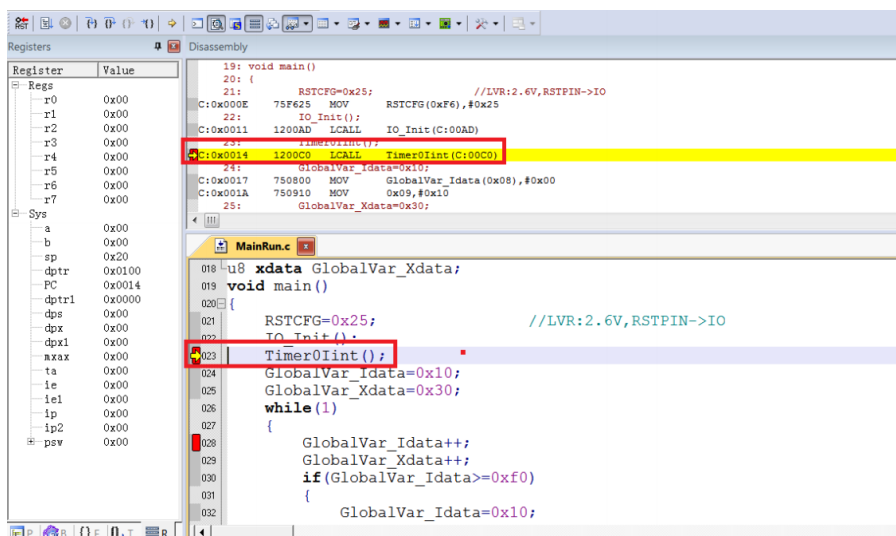 RST
Registers
Disassembly
Register Value
Regs
r0 0x00
r1 0x00
r2 0x00
r3 0x00
r4 0x00
r5 0x00
r6 0x00
r7 0x00
Sys
a 0x00
b 0x00
sp 0x20
dptr 0x0100
PC 0x0014
dptr1 0x0000
dps 0x00
dpx 0x00
dpx1 0x00
mxax 0x00
ta 0x00
ie 0x00
ie1 0x00
ip 0x00
ip2 0x00
psw 0x00
19: void main()
20: {
21: RSTCFG=0x25; //LVR:2.6V,RSTPIN->IO
C:0x000E 75F625 MOV RSTCFG(0xF6),#0x25
22: IO_Init();
C:0x0011 1200AD LCALL IO_Init(C:00AD)
23: Timer0Iint();
C:0x0014 1200C0 LCALL Timer0Iint(C:00C0)
24: GlobalVar_Idata=0x10;
C:0x0017 750800 MOV GlobalVar_Idata(0x08),#0x00
C:0x001A 750910 MOV 0x09,#0x10
25: GlobalVar_Xdata=0x30;
MainRun.c
018 u8 xdata GlobalVar_Xdata;
019 void main()
020 {
021 RSTCFG=0x25; //LVR:2.6V,RSTPIN->IO
022 IO_Init();
023 Timer0Iint();
024 GlobalVar_Idata=0x10;
025 GlobalVar_Xdata=0x30;
026 while(1)
027 {
028 GlobalVar_Idata++;
029 GlobalVar_Xdata++;
030 if(GlobalVar_Idata>=0xf0)
031 {
032 GlobalVar_Idata=0x10;